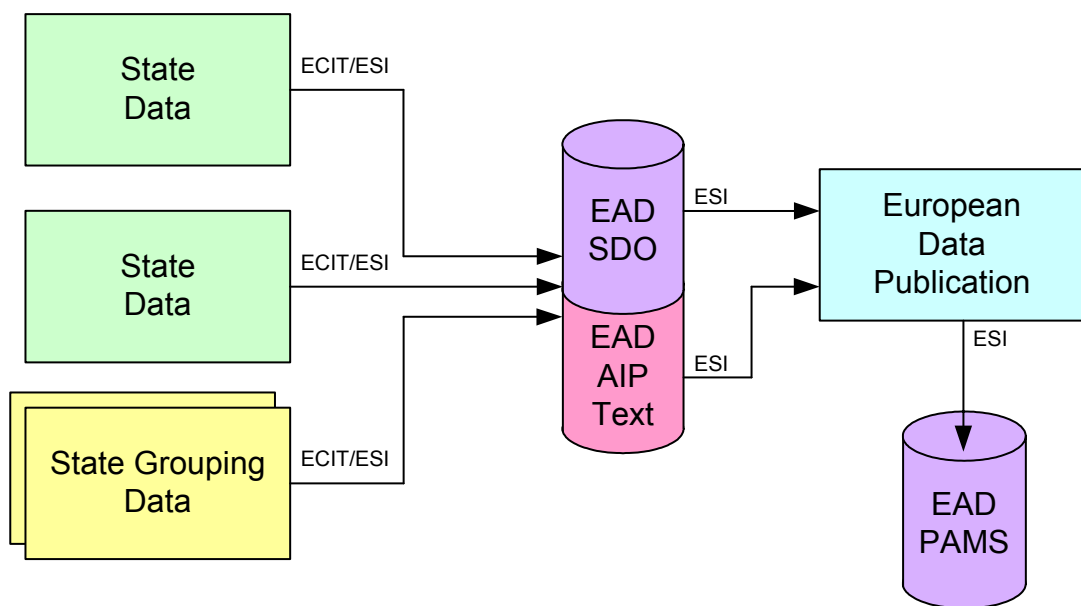 State
Data
ECIT/ESI
State
Data
ECIT/ESI
State Grouping
Data
ECIT/ESI
EAD
SDO
EAD
AIP
Text
ESI
ESI
European
Data
Publication
ESI
EAD
PAMS